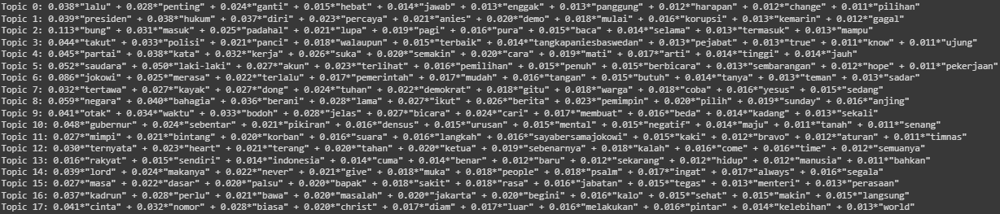 Topic 0: 0.038*"lalu" + 0.028*"penting" + 0.024*"ganti" + 0.015*"hebat" + 0.014*"jawab" + 0.013*"enggak" + 0.013*"panggung" + 0.012*"harapan" + 0.012*"change" + 0.011*"pilihan"
Topic 1: 0.039*"presiden" + 0.038*"hukum" + 0.037*"diri" + 0.023*"percaya" + 0.021*"anies" + 0.020*"demo" + 0.018*"mulai" + 0.016*"korupsi" + 0.013*"kemarin" + 0.012*"gagal"
Topic 2: 0.113*"bung" + 0.031*"masuk" + 0.025*"padahal" + 0.021*"lupa" + 0.019*"pagi" + 0.016*"pura" + 0.015*"baca" + 0.014*"selama" + 0.013*"termasuk" + 0.013*"mampu"
Topic 3: 0.044*"takut" + 0.033*"polisi" + 0.021*"panci" + 0.018*"walaupun" + 0.015*"terbaik" + 0.014*"tangkapaniesbaswedan" + 0.013*"pejabat" + 0.013*"true" + 0.011*"know" + 0.011*"ujung"
Topic 4: 0.045*"partai" + 0.038*"kata" + 0.032*"kerja" + 0.026*"suka" + 0.020*"semakin" + 0.020*"cara" + 0.019*"mati" + 0.017*"arti" + 0.014*"tinggi" + 0.014*"jauh"
Topic 5: 0.052*"saudara" + 0.050*"laki-laki" + 0.027*"akun" + 0.023*"terlihat" + 0.016*"pemilihan" + 0.015*"penuh" + 0.015*"berbicara" + 0.013*"sembarangan" + 0.012*"hope" + 0.011*"pekerjaan"
Topic 6: 0.086*"jokowi" + 0.025*"merasa" + 0.022*"terlalu" + 0.017*"pemerintah" + 0.017*"mudah" + 0.016*"tangan" + 0.015*"butuh" + 0.014*"tanya" + 0.013*"teman" + 0.013*"sadar"
Topic 7: 0.032*"tertawa" + 0.027*"kayak" + 0.027*"dong" + 0.024*"tuhan" + 0.022*"demokrat" + 0.018*"gitu" + 0.018*"warga" + 0.018*"coba" + 0.016*"yesus" + 0.015*"sedang"
Topic 8: 0.059*"negara" + 0.040*"bahagia" + 0.036*"berani" + 0.028*"lama" + 0.027*"ikut" + 0.026*"berita" + 0.023*"pemimpin" + 0.020*"pilih" + 0.019*"sunday" + 0.016*"anjing"
Topic 9: 0.041*"otak" + 0.034*"waktu" + 0.033*"bodoh" + 0.028*"jelas" + 0.027*"bicara" + 0.024*"cari" + 0.017*"membuat" + 0.016*"beda" + 0.014*"kadang" + 0.013*"sekali"
Topic 10: 0.048*"gubernur" + 0.024*"sebentar" + 0.021*"pikiran" + 0.016*"densus" + 0.015*"urusan" + 0.015*"mental" + 0.015*"negatif" + 0.014*"maju" + 0.011*"tanah" + 0.011*"senang"
Topic 11: 0.027*"mimpi" + 0.021*"bintang" + 0.020*"korban" + 0.016*"suara" + 0.016*"langkah" + 0.016*"sayabersamajokowi" + 0.015*"kaki" + 0.012*"bravo" + 0.012*"aturan" + 0.011*"timnas"
Topic 12: 0.030*"ternyata" + 0.023*"heart" + 0.021*"terang" + 0.020*"tahan" + 0.020*"ketua" + 0.019*"sebenarnya" + 0.018*"kalah" + 0.016*"come" + 0.016*"time" + 0.012*"semuanya"
Topic 13: 0.016*"rakyat" + 0.015*"sendiri" + 0.014*"indonesia" + 0.014*"cuma" + 0.014*"benar" + 0.012*"baru" + 0.012*"sekarang" + 0.012*"hidup" + 0.012*"manusia" + 0.011*"bahkan"
Topic 14: 0.039*"lord" + 0.024*"makanya" + 0.022*"never" + 0.021*"give" + 0.018*"muka" + 0.018*"people" + 0.018*"psalm" + 0.017*"ingat" + 0.017*"always" + 0.016*"segala"
Topic 15: 0.027*"masa" + 0.022*"dasar" + 0.020*"palsu" + 0.020*"bapak" + 0.018*"sakit" + 0.018*"rasa" + 0.016*"jabatan" + 0.015*"tegas" + 0.013*"menteri" + 0.013*"perasaan"
Topic 16: 0.037*"kadrun" + 0.028*"perlu" + 0.021*"bawa" + 0.020*"masalah" + 0.020*"jakarta" + 0.020*"begini" + 0.016*"kalo" + 0.015*"sehat" + 0.015*"makin" + 0.015*"langsung"
Topic 17: 0.041*"cinta" + 0.032*"nomor" + 0.028*"biasa" + 0.020*"christ" + 0.017*"diam" + 0.017*"luar" + 0.016*"melakukan" + 0.016*"pintar" + 0.014*"kelebihan" + 0.013*"world"